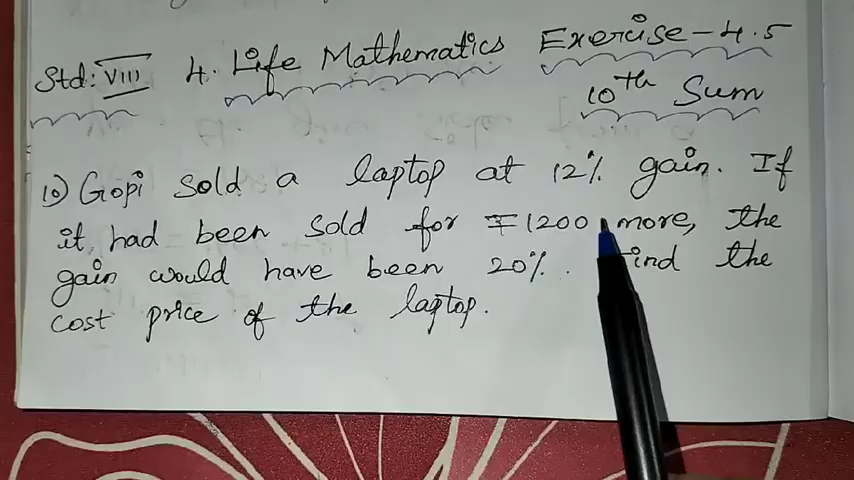 Std: VIII 4. Life Mathematics Exercise - 4.5
10th Sum
10) Gopi sold a laptop at 12% gain. If
it had been sold for ₹1200 more, the
gain would have been 20%. the
cost price of the laptop.